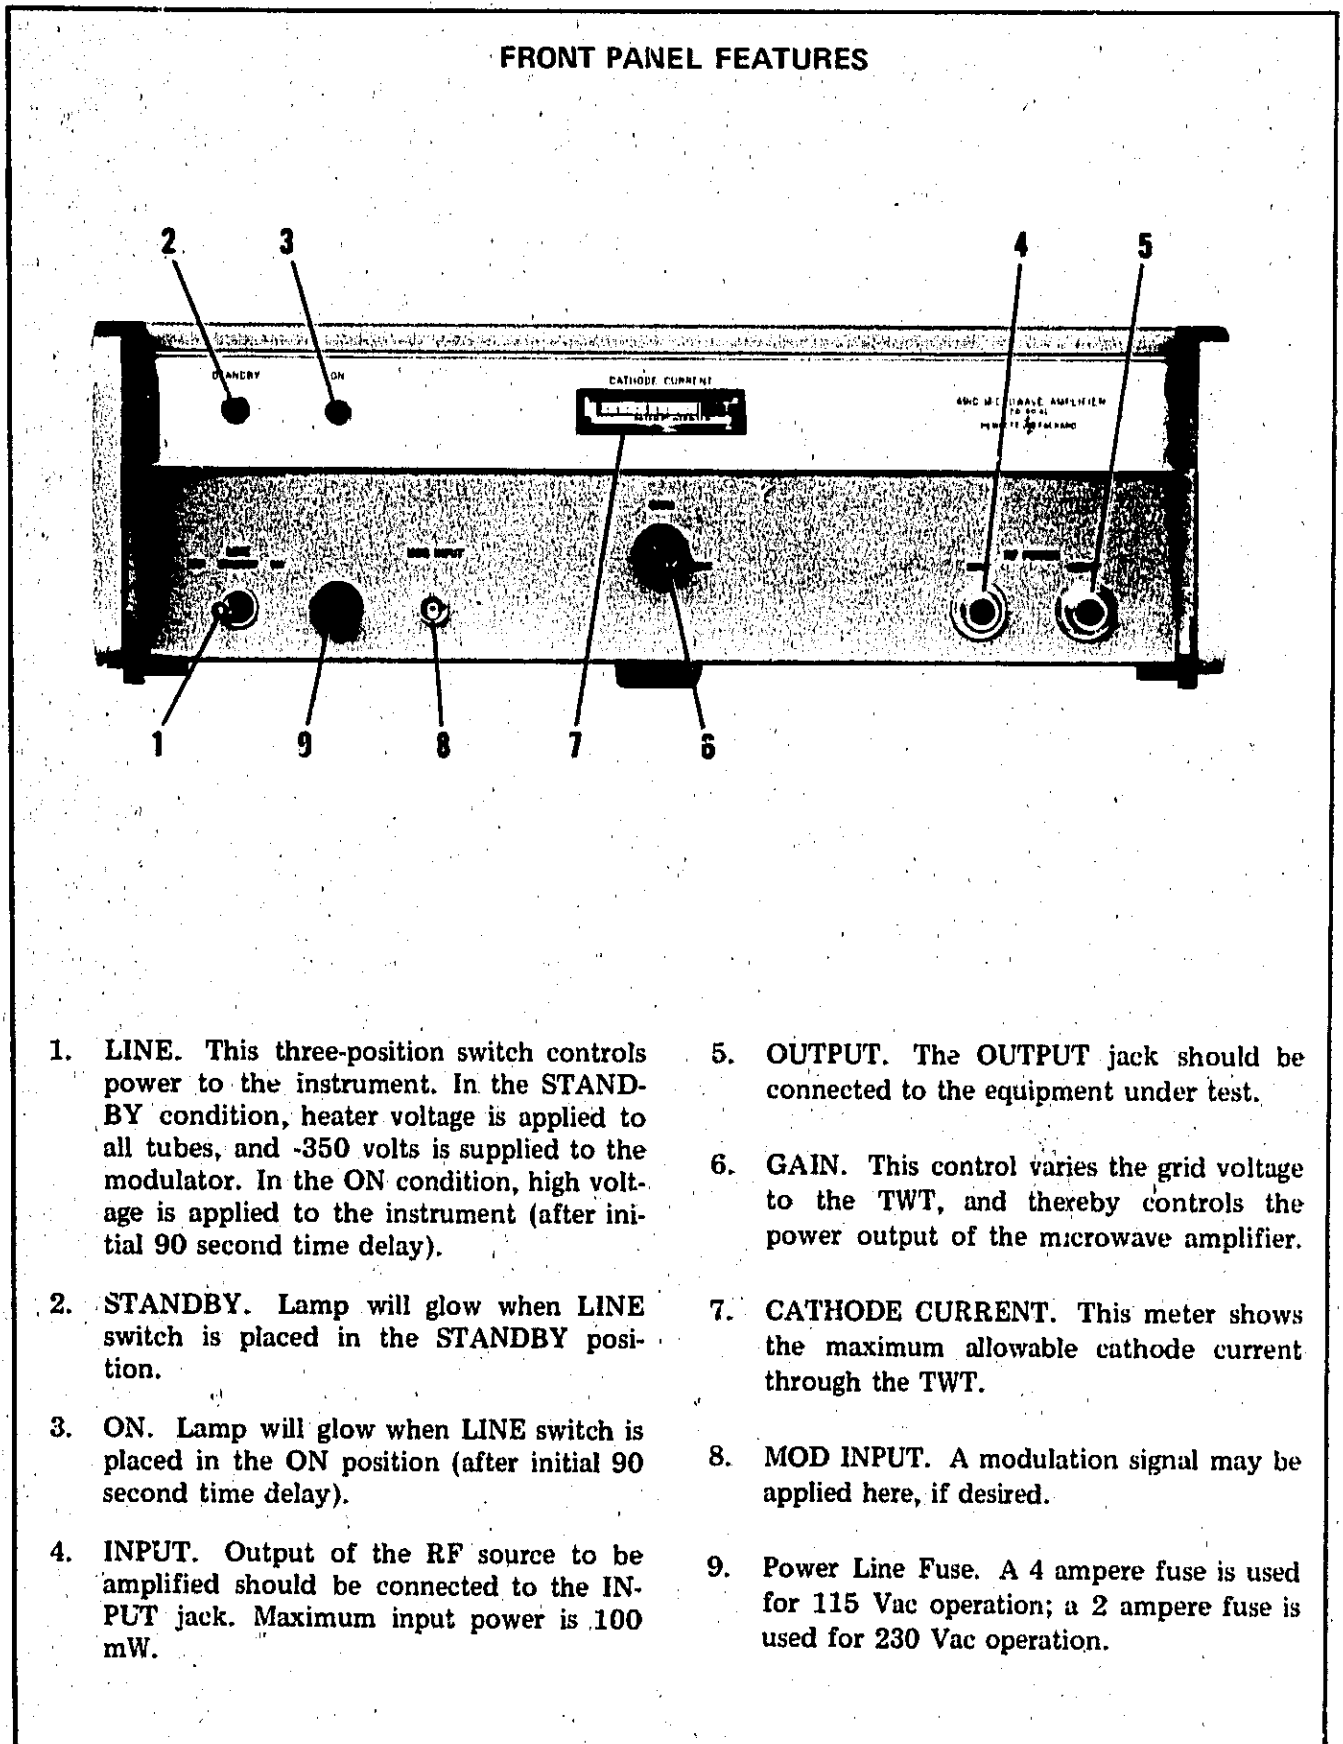 FRONT PANEL FEATURES
2 3 4 5
STANDBY ON
CATHODE CURRENT
MICROWAVE AMPLIFIER
HEWLETT PACKARD
LINE
MOD INPUT
1 9 8 7 6
1. LINE. This three-position switch controls
power to the instrument. In the STAND-
BY condition, heater voltage is applied to
all tubes, and -350 volts is supplied to the
modulator. In the ON condition, high volt-
age is applied to the instrument (after ini-
tial 90 second time delay).
2. STANDBY. Lamp will glow when LINE
switch is placed in the STANDBY posi-
tion.
3. ON. Lamp will glow when LINE switch is
placed in the ON position (after initial 90
second time delay).
4. INPUT. Output of the RF source to be
amplified should be connected to the IN-
PUT jack. Maximum input power is 100
mW.
5. OUTPUT. The OUTPUT jack should be
connected to the equipment under test.
6. GAIN. This control varies the grid voltage
to the TWT, and thereby controls the
power output of the microwave amplifier.
7. CATHODE CURRENT. This meter shows
the maximum allowable cathode current
through the TWT.
8. MOD INPUT. A modulation signal may be
applied here, if desired.
9. Power Line Fuse. A 4 ampere fuse is used
for 115 Vac operation; a 2 ampere fuse is
used for 230 Vac operation.